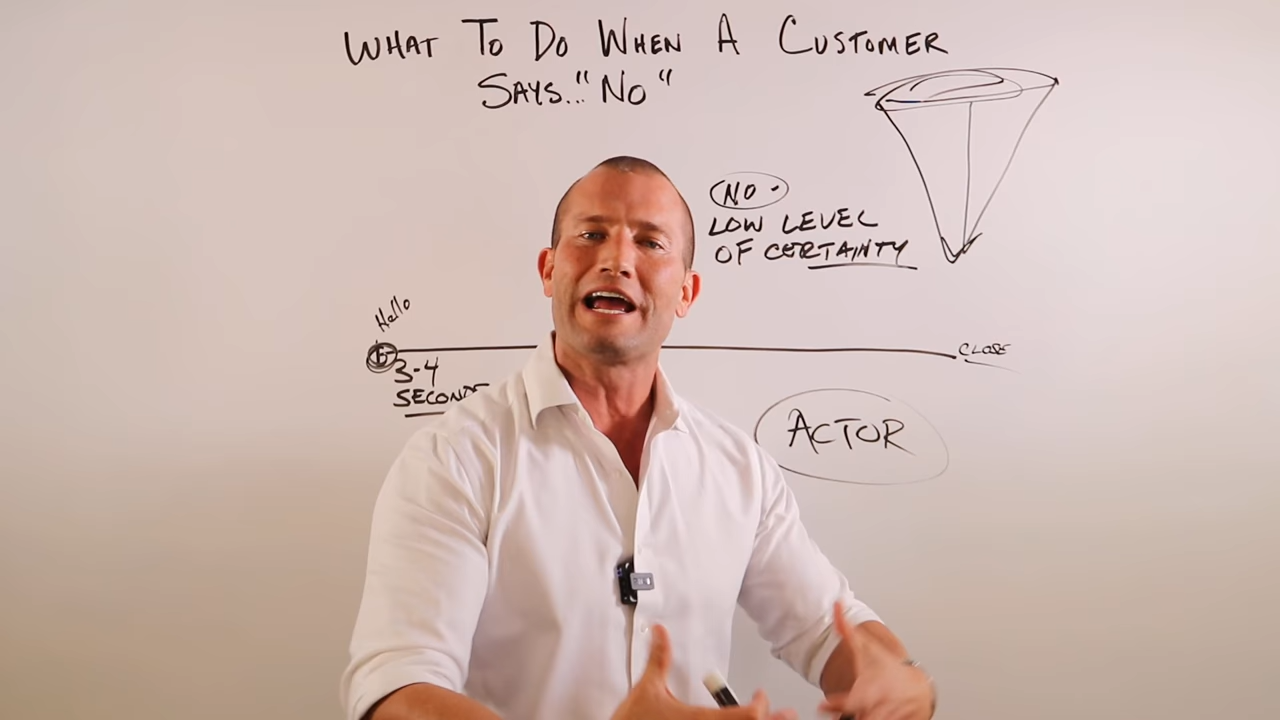 WHAT TO DO WHEN A CUSTOMER
SAYS..."NO"
NO.
LOW LEVEL
OF CERTAINTY
Hello
CLOSE
3-4
ACTOR